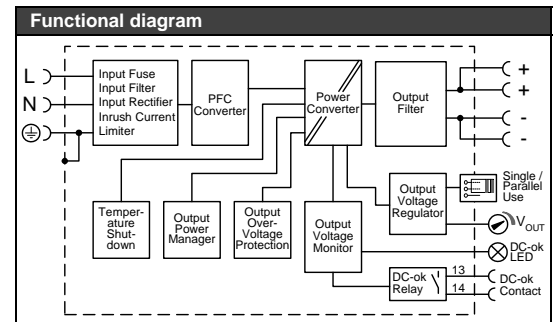 Functional diagram
L
N
Input Fuse
Input Filter
Input Rectifier
Inrush Current
Limiter
PFC
Converter
Power
Converter
Output
Filter
+
+
-
-
Temper-
ature
Shut-
down
Output
Power
Manager
Output
Over-
Voltage
Protection
Output
Voltage
Monitor
Output
Voltage
Regulator
Single /
Parallel
Use
VOUT
DC-ok
LED
DC-ok
Relay
13
14
DC-ok
Contact